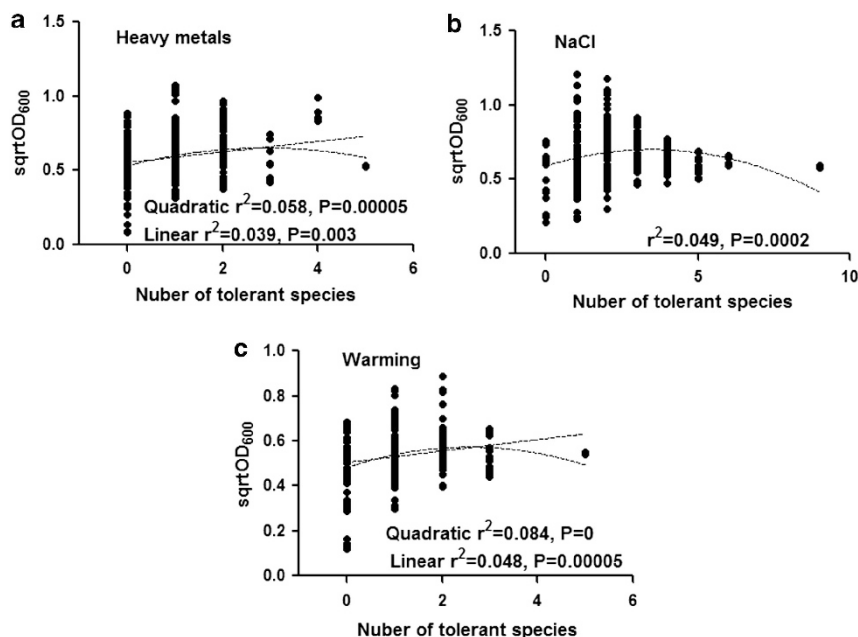 a
Heavy metals
sqrtOD600
1.5
1.0
0.5
0.0
Quadratic r2=0.058, P=0.00005
Linear r2=0.039, P=0.003
0 2 4 6
Nuber of tolerant species
b
NaCl
sqrtOD600
1.5
1.0
0.5
0.0
r2=0.049, P=0.0002
0 5 10
Nuber of tolerant species
c
Warming
sqrtOD600
1.0
0.8
0.6
0.4
0.2
0.0
Quadratic r2=0.084, P=0
Linear r2=0.048, P=0.00005
0 2 4 6
Nuber of tolerant species